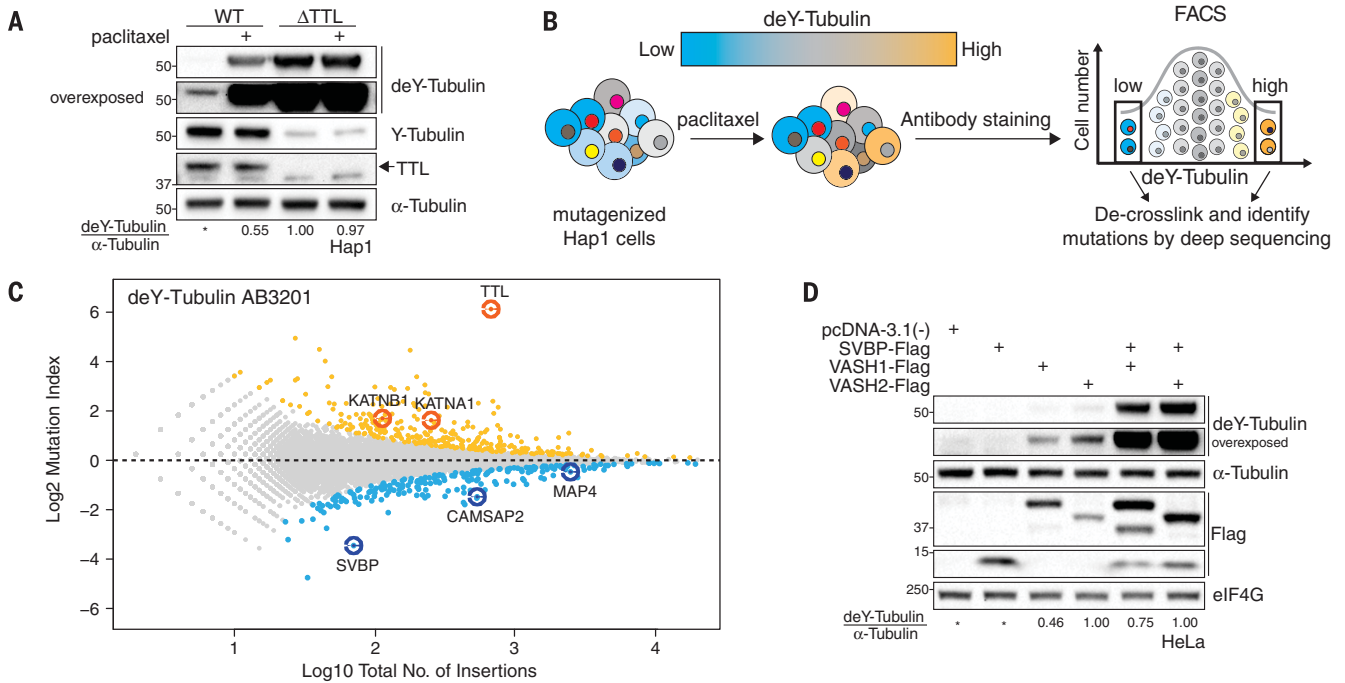 A
WT ΔTTL
paclitaxel + +
50
deY-Tubulin
overexposed 50
50 Y-Tubulin
TTL
37
50 α-Tubulin
deY-Tubulin
α-Tubulin
* 0.55 1.00 0.97
Hap1
B
deY-Tubulin
Low High
paclitaxel
Antibody staining
mutagenized
Hap1 cells
FACS
low high
Cell number
deY-Tubulin
De-crosslink and identify
mutations by deep sequencing
C
deY-Tubulin AB3201
TTL
KATNB1 KATNA1
MAP4
CAMSAP2
SVBP
Log2 Mutation Index
6
4
2
0
−2
−4
−6
1 2 3 4
Log10 Total No. of Insertions
D
pcDNA-3.1(-) +
SVBP-Flag + + +
VASH1-Flag + +
VASH2-Flag + +
50
deY-Tubulin
overexposed
50 α-Tubulin
37
Flag
15
250 eIF4G
deY-Tubulin
α-Tubulin
* * 0.46 1.00 0.75 1.00
HeLa